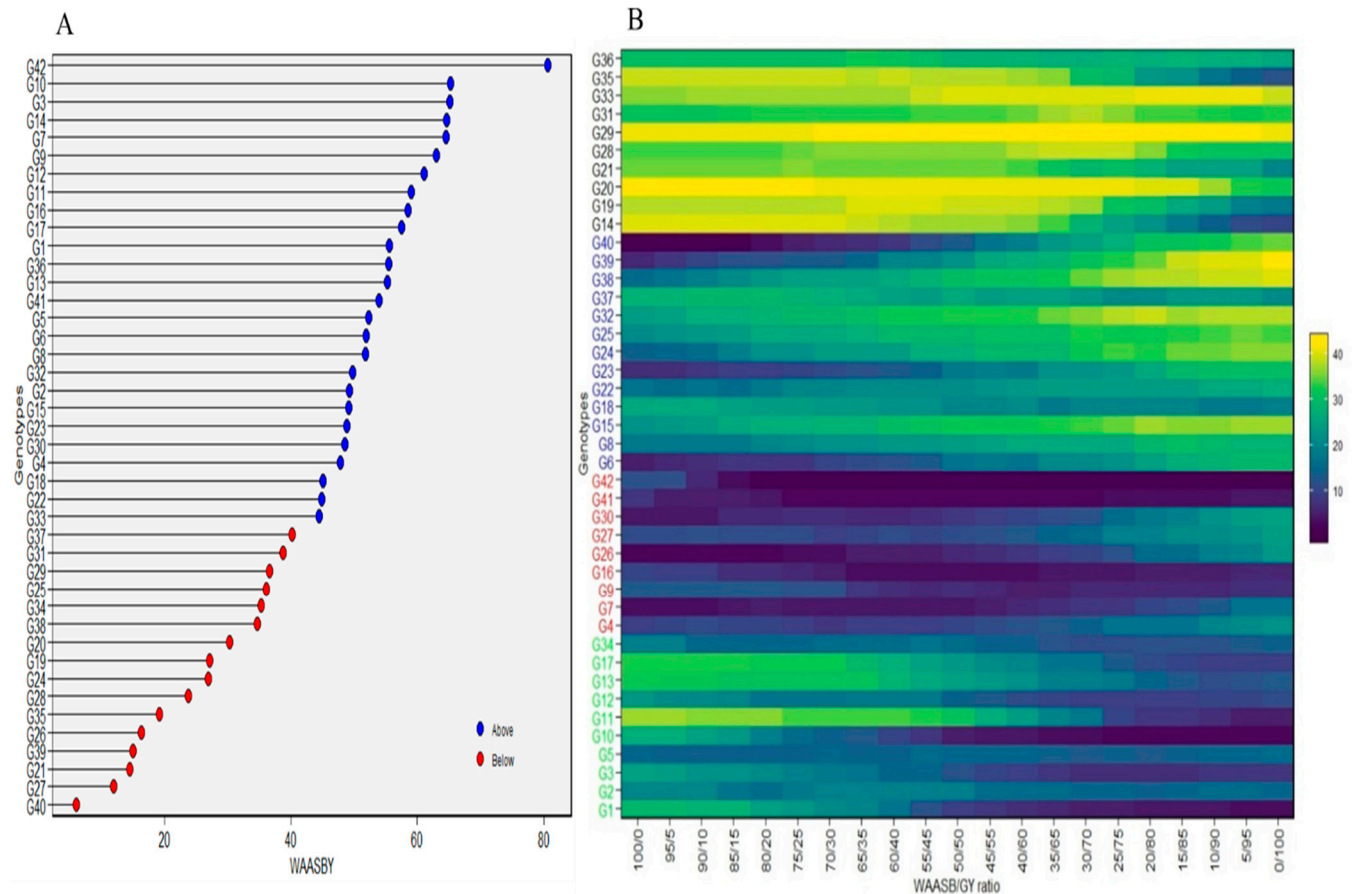 A
Genotypes
G42
G10
G3
G14
G7
G9
G12
G11
G16
G17
G1
G36
G13
G41
G5
G6
G8
G32
G2
G15
G23
G30
G4
G18
G22
G33
G37
G31
G29
G25
G34
G38
G20
G19
G24
G28
G35
G26
G39
G21
G27
G40
Above
Below
20 40 60 80
WAASBY
B
Genotypes
G36
G35
G33
G31
G29
G28
G21
G20
G19
G14
G40
G39
G38
G37
G32
G25
G24
G23
G22
G18
G15
G8
G6
G42
G41
G30
G27
G26
G16
G9
G7
G4
G34
G17
G13
G12
G11
G10
G5
G3
G2
G1
100/0 95/5 90/10 85/15 80/20 75/25 70/30 65/35 60/40 55/45 50/50 45/55 40/60 35/65 30/70 25/75 20/80 15/85 10/90 5/95 0/100
WAASB/GY ratio
40
30
20
10